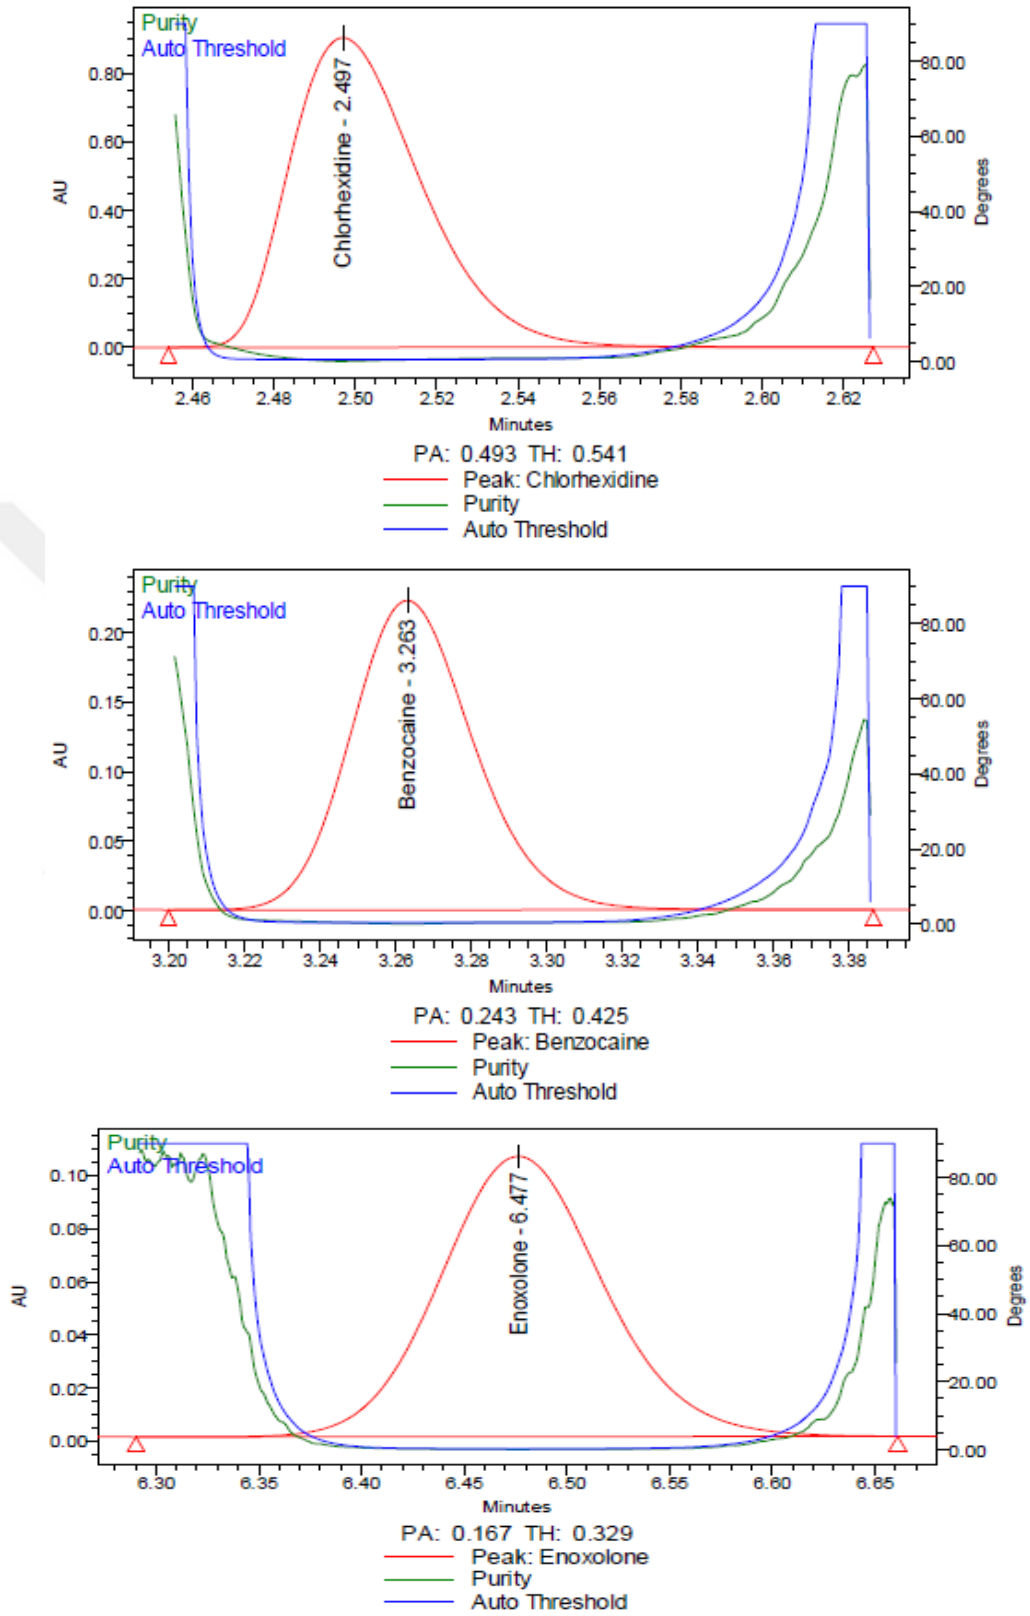 Purity
Auto Threshold
Chlorhexidine - 2.497
AU
0.80
0.60
0.40
0.20
0.00
80.00
60.00
40.00
20.00
0.00
Degrees
2.46 2.48 2.50 2.52 2.54 2.56 2.58 2.60 2.62
Minutes
PA: 0.493 TH: 0.541
Peak: Chlorhexidine
Purity
Auto Threshold
Purity
Auto Threshold
Benzocaine - 3.263
AU
0.20
0.15
0.10
0.05
0.00
80.00
60.00
40.00
20.00
0.00
Degrees
3.20 3.22 3.24 3.26 3.28 3.30 3.32 3.34 3.36 3.38
Minutes
PA: 0.243 TH: 0.425
Peak: Benzocaine
Purity
Auto Threshold
Purity
Auto Threshold
Enoxolone - 6.477
AU
0.10
0.08
0.06
0.04
0.02
0.00
80.00
60.00
40.00
20.00
0.00
Degrees
6.30 6.35 6.40 6.45 6.50 6.55 6.60 6.65
Minutes
PA: 0.167 TH: 0.329
Peak: Enoxolone
Purity
Auto Threshold